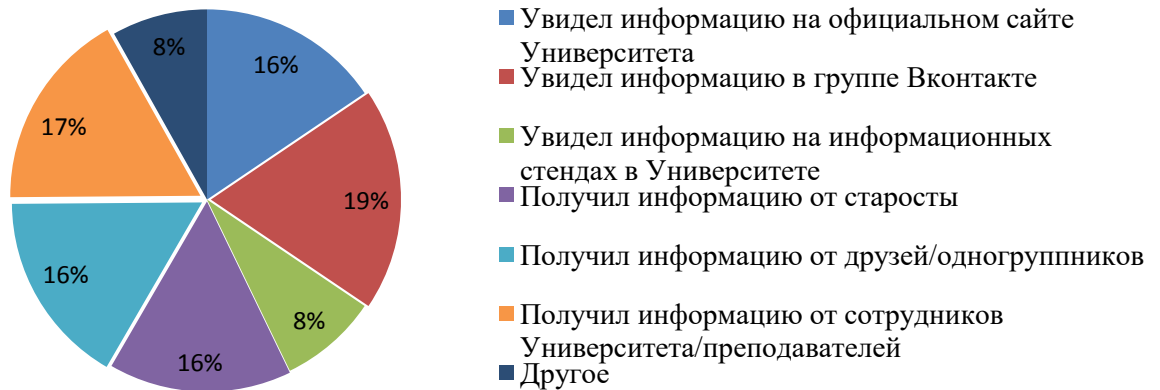 8%
16%
17%
19%
16%
8%
16%
Увидел информацию на официальном сайте
Университета
Увидел информацию в группе Вконтакте
Увидел информацию на информационных
стендах в Университете
Получил информацию от старосты
Получил информацию от друзей/одногруппников
Получил информацию от сотрудников
Университета/преподавателей
Другое